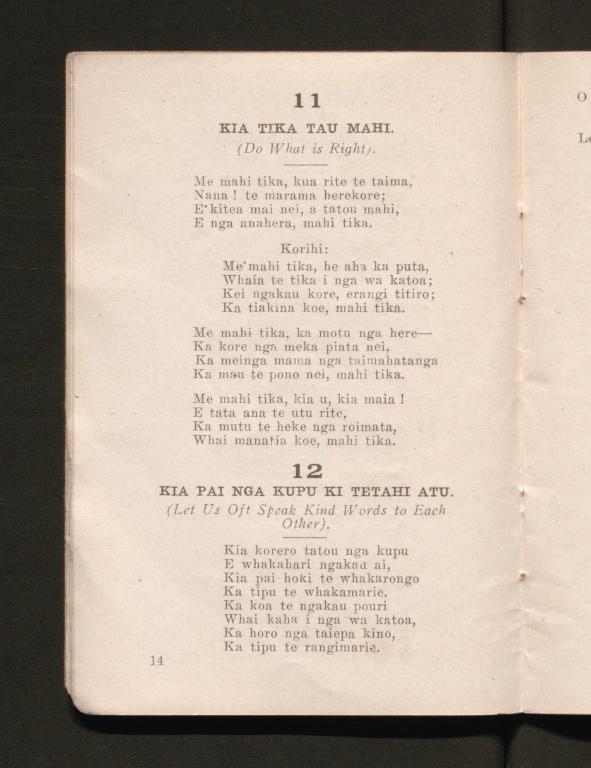 11
KIA TIKA TAU MAHI.
(Do What is Right).
Me mahi tika, kua rite te taima,
Nana ! te marama herekore;
E kitea mai nei, a tatou mahi,
E nga anahera, mahi tika.
Korihi:
Me mahi tika, he aha ka puta,
Whaia te tika i nga wa katoa;
Kei ngakau kore, erangi titiro;
Ka tiakina koe, mahi tika.
Me mahi tika, ka motu nga here—
Ka kore nga meka piata nei,
Ka meinga mama nga taimahatanga
Ka mau te pono nei, mahi tika.
Me mahi tika, kia u, kia maia !
E tata ana te utu rite,
Ka mutu te heke nga roimata,
Whai manatia koe, mahi tika.
12
KIA PAI NGA KUPU KI TETAHI ATU.
(Let Us Oft Speak Kind Words to Each
Other).
Kia korero tatou nga kupu
E whakahari ngakau ai,
Kia pai hoki te whakarongo
Ka tipu te whakamarie.
Ka koa te ngakau pouri
Whai kaha i nga wa katoa,
Ka horo nga taiepa kino,
Ka tipu te rangimarie.
14
O